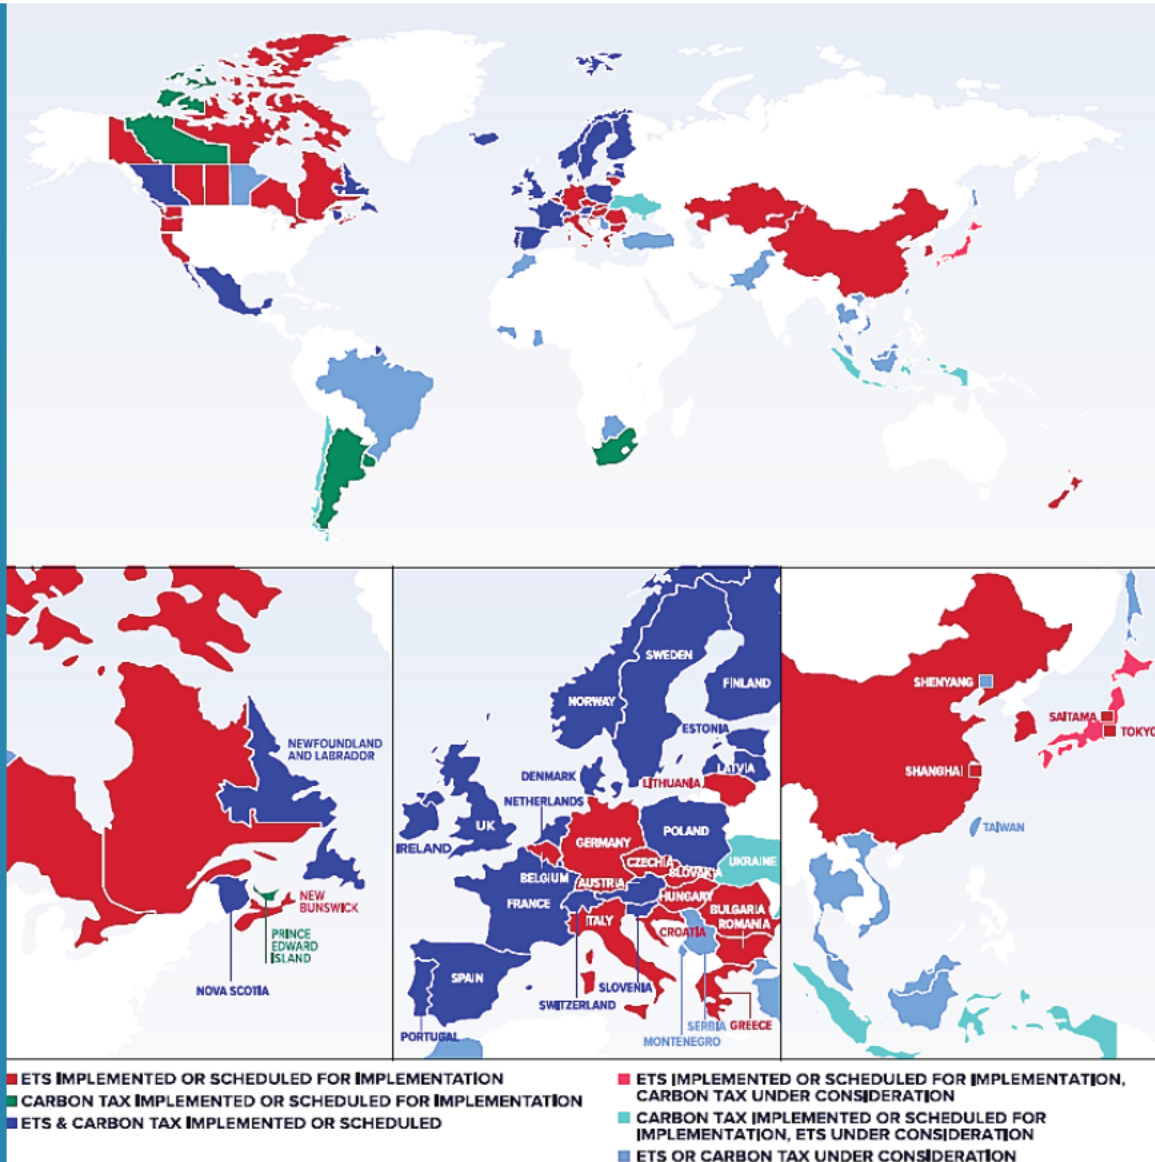 NEWFOUNDLAND
AND LABRADOR
NEW
BUNSWICK
PRINCE
EDWARD
ISLAND
NOVA SCOTIA
SWEDEN
FINLAND
NORWAY
ESTONIA
LATVIA
LITHUANIA
DENMARK
NETHERLANDS
UK
IRELAND
GERMANY
POLAND
BELGIUM
CZECHIA
SLOVAKIA
UKRAINE
AUSTRIA
FRANCE
HUNGARY
BULGARIA
ROMANIA
ITALY
CROATIA
SPAIN
SLOVENIA
SWITZERLAND
PORTUGAL
SERBIA
GREECE
MONTENEGRO
SHENYANG
SAITAMA
TOKYO
SHANGHAI
TAIWAN
ETS IMPLEMENTED OR SCHEDULED FOR IMPLEMENTATION
CARBON TAX IMPLEMENTED OR SCHEDULED FOR IMPLEMENTATION
ETS & CARBON TAX IMPLEMENTED OR SCHEDULED
ETS IMPLEMENTED OR SCHEDULED FOR IMPLEMENTATION,
CARBON TAX UNDER CONSIDERATION
CARBON TAX IMPLEMENTED OR SCHEDULED FOR
IMPLEMENTATION, ETS UNDER CONSIDERATION
ETS OR CARBON TAX UNDER CONSIDERATION